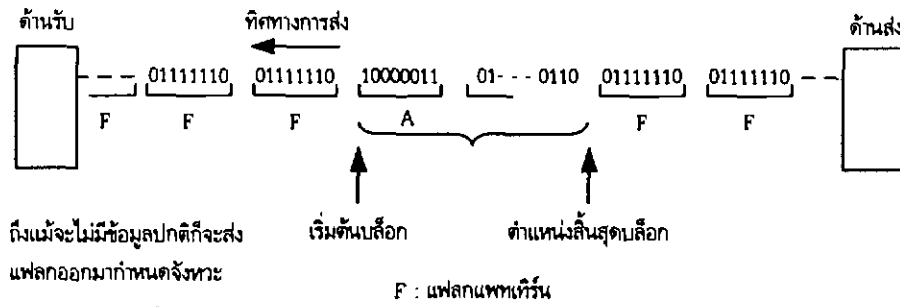 ด้านรับ ทิศทางการส่ง ด้านส่ง
01111110 01111110 10000011 01- - - 0110 01111110 01111110
F F F A F F
ถึงแม้จะไม่มีข้อมูลปกติก็จะส่ง เริ่มต้นบล็อก ตำแหน่งสิ้นสุดบล็อก
แฟลกออกมากำหนดจังหวะ
F : แฟลกแพทเทิร์น